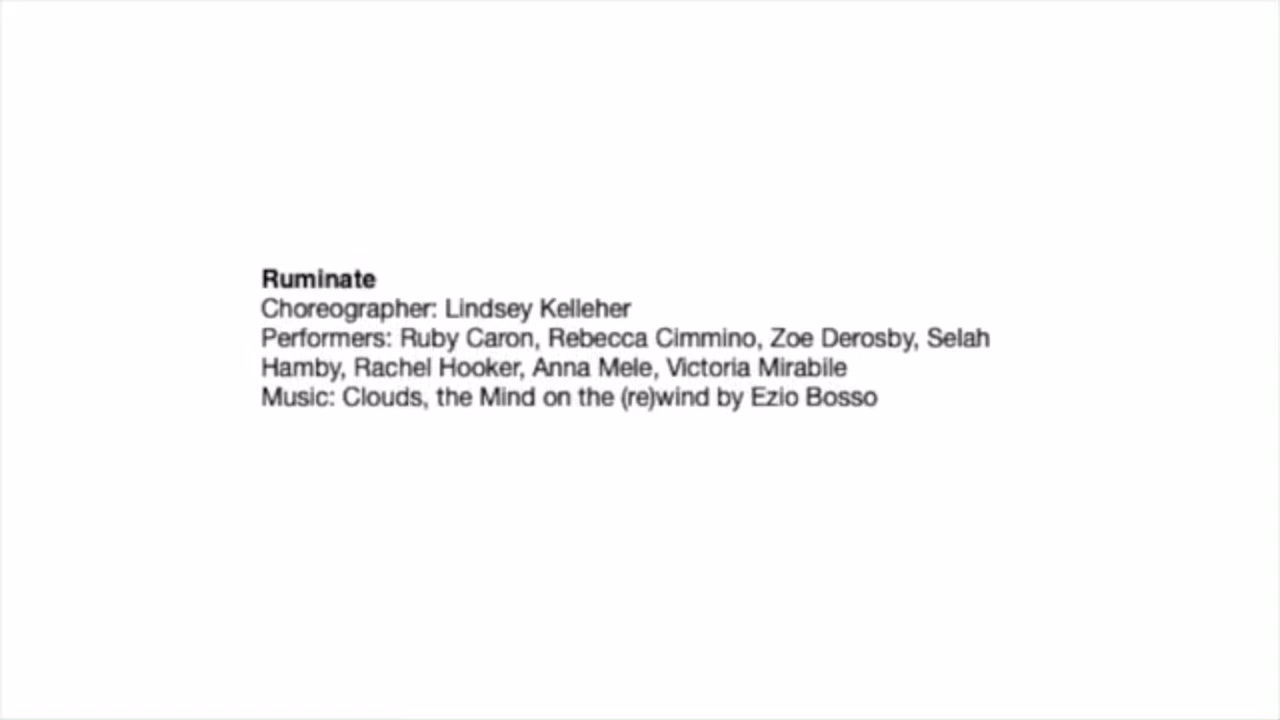 Ruminate
Choreographer: Lindsey Kelleher
Performers: Ruby Caron, Rebecca Cimmino, Zoe Derosby, Selah
Hamby, Rachel Hooker, Anna Mele, Victoria Mirabile
Music: Clouds, the Mind on the (re)wind by Ezio Bosso